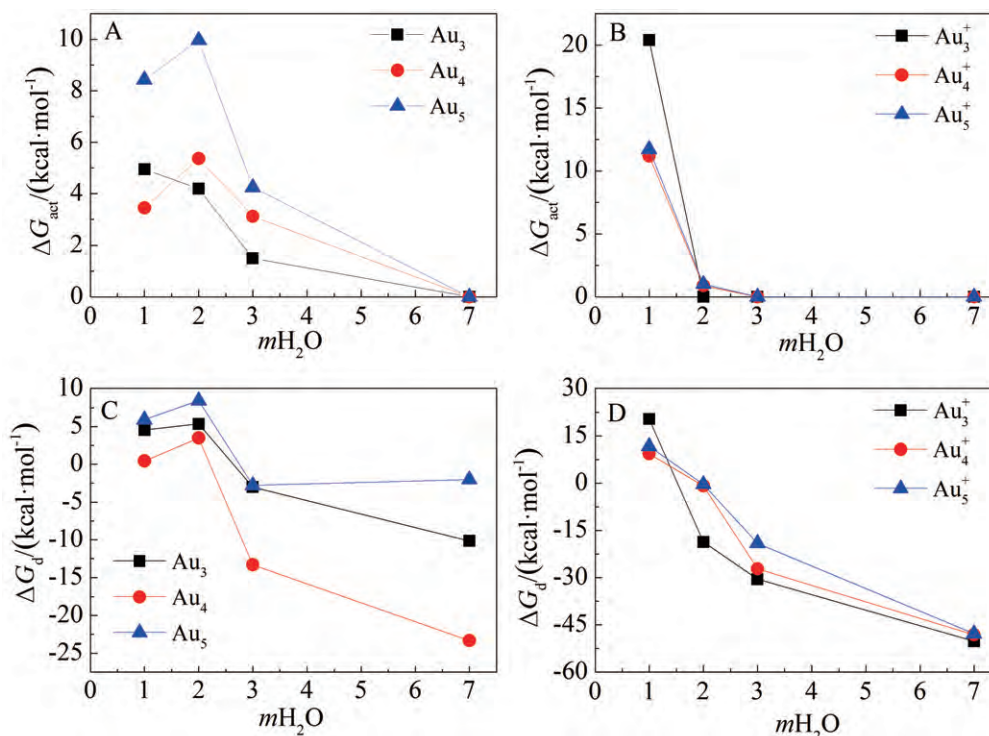 A
Au₃
Au₄
Au₅
ΔG_act/(kcal·mol⁻¹)
10
8
6
4
2
0
0 1 2 3 4 5 6 7
mH₂O
B
Au₃⁺
Au₄⁺
Au₅⁺
ΔG_act/(kcal·mol⁻¹)
20
15
10
5
0
0 1 2 3 4 5 6 7
mH₂O
C
Au₃
Au₄
Au₅
ΔG_d/(kcal·mol⁻¹)
10
5
0
-5
-10
-15
-20
-25
0 1 2 3 4 5 6 7
mH₂O
D
Au₃⁺
Au₄⁺
Au₅⁺
ΔG_d/(kcal·mol⁻¹)
30
15
0
-15
-30
-45
-60
0 1 2 3 4 5 6 7
mH₂O